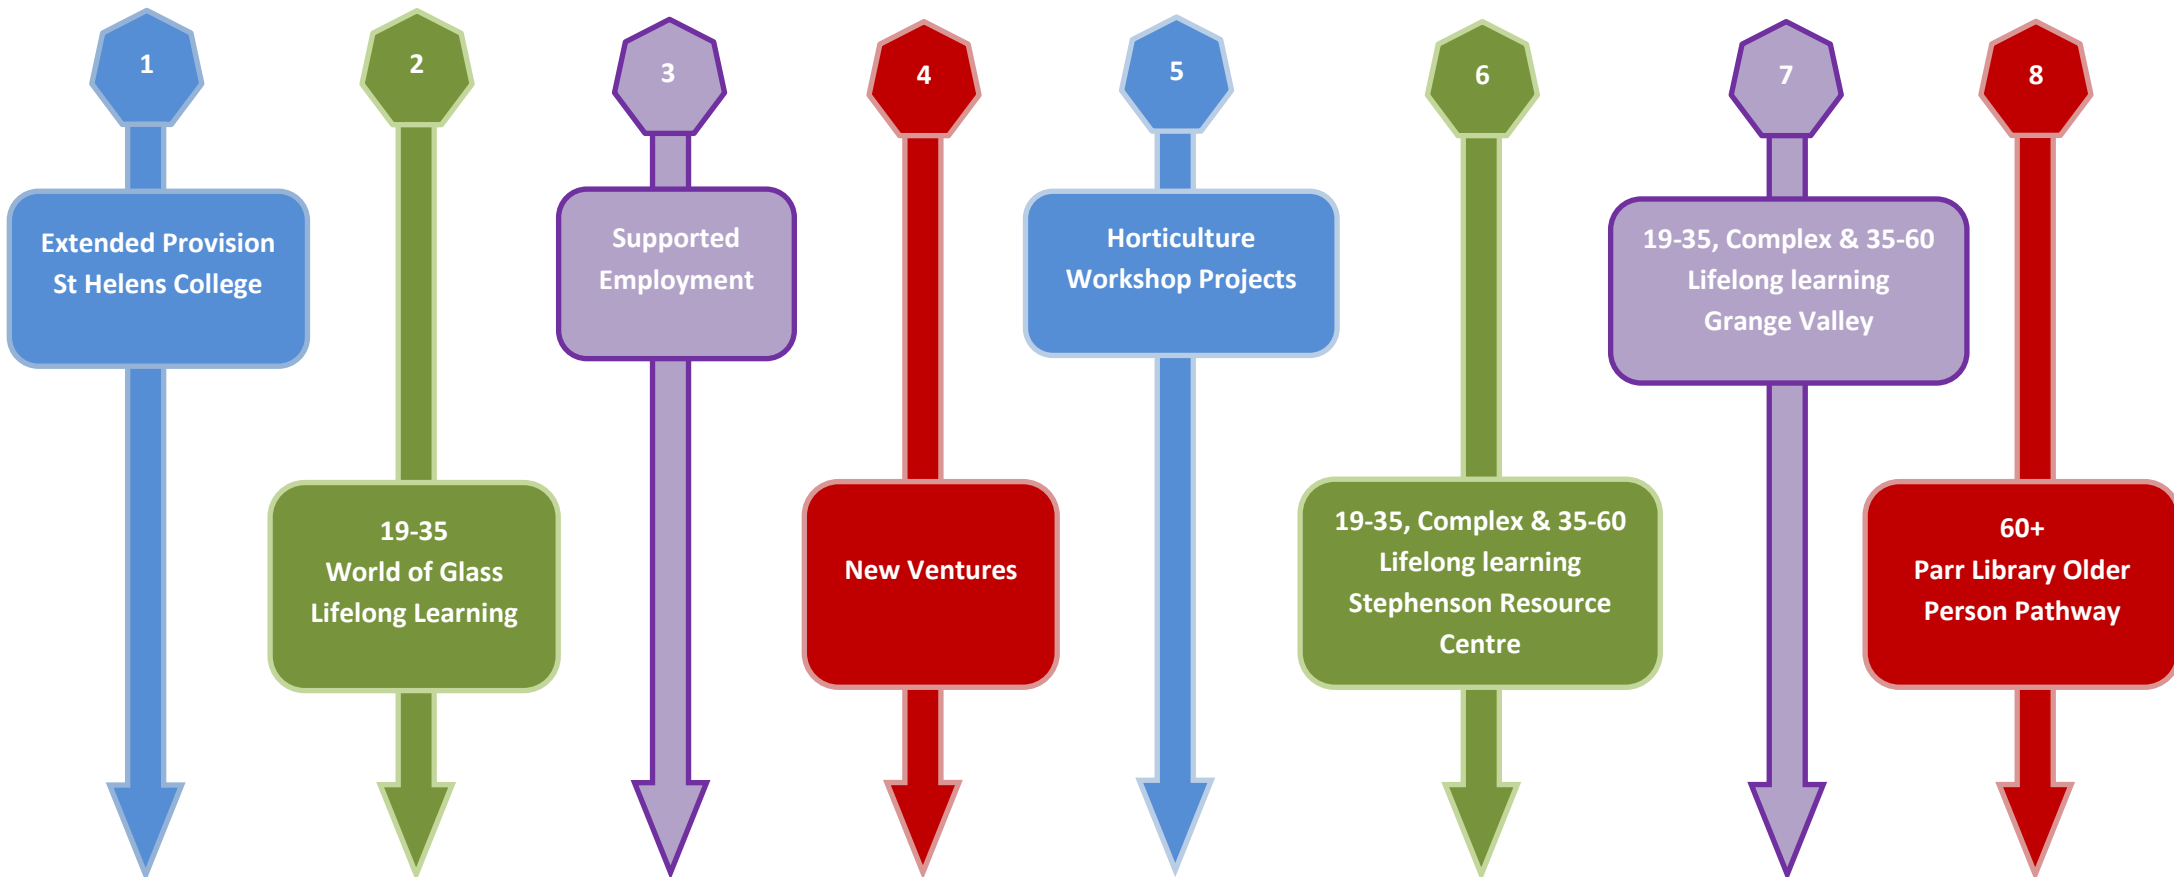 1
Extended Provision
St Helens College
2
19-35
World of Glass
Lifelong Learning
3
Supported
Employment
4
New Ventures
5
Horticulture
Workshop Projects
6
19-35, Complex & 35-60
Lifelong learning
Stephenson Resource
Centre
7
19-35, Complex & 35-60
Lifelong learning
Grange Valley
8
60+
Parr Library Older
Person Pathway